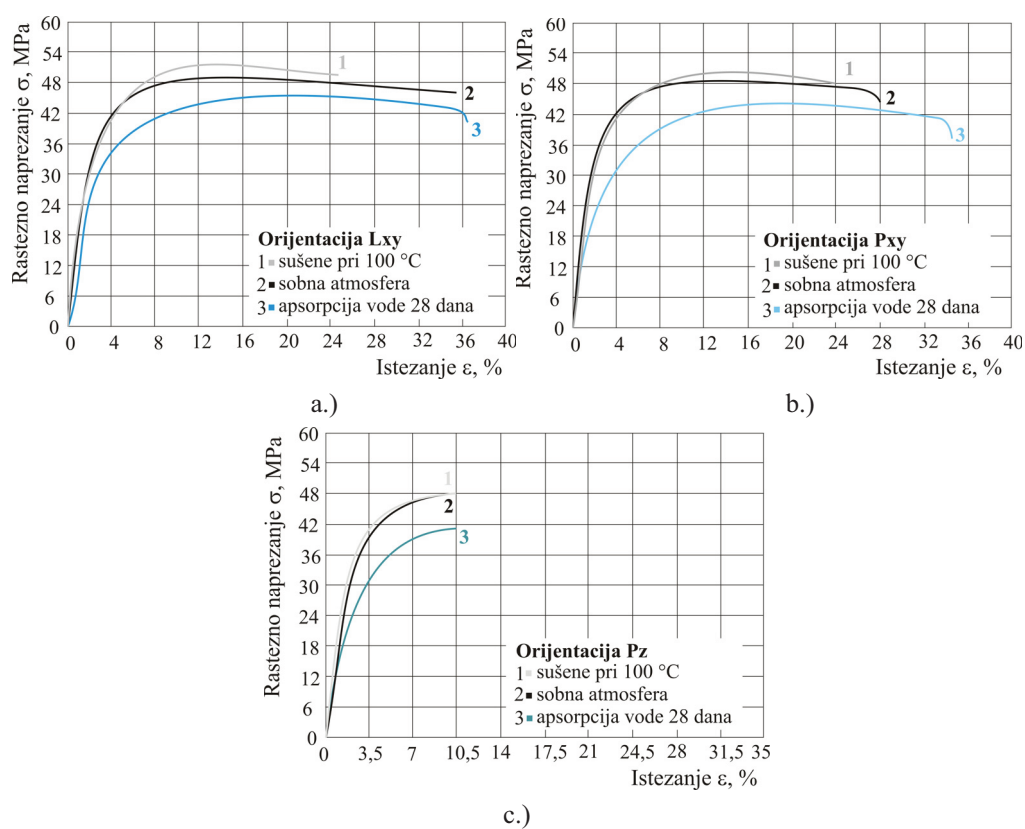 Rastezno naprezanje σ, MPa
60
54
48
42
36
30
24
18
12
6
0
1
2
3
Orijentacija Lxy
1 sušene pri 100 °C
2 sobna atmosfera
3 apsorpcija vode 28 dana
0 4 8 12 16 20 24 28 32 36 40
Istezanje ε, %
a.)
Rastezno naprezanje σ, MPa
60
54
48
42
36
30
24
18
12
6
0
1
2
3
Orijentacija Pxy
1 sušene pri 100 °C
2 sobna atmosfera
3 apsorpcija vode 28 dana
0 4 8 12 16 20 24 28 32 36 40
Istezanje ε, %
b.)
Rastezno naprezanje σ, MPa
60
54
48
42
36
30
24
18
12
6
0
1
2
3
Orijentacija Pz
1 sušene pri 100 °C
2 sobna atmosfera
3 apsorpcija vode 28 dana
0 3,5 7 10,5 14 17,5 21 24,5 28 31,5 35
Istezanje ε, %
c.)